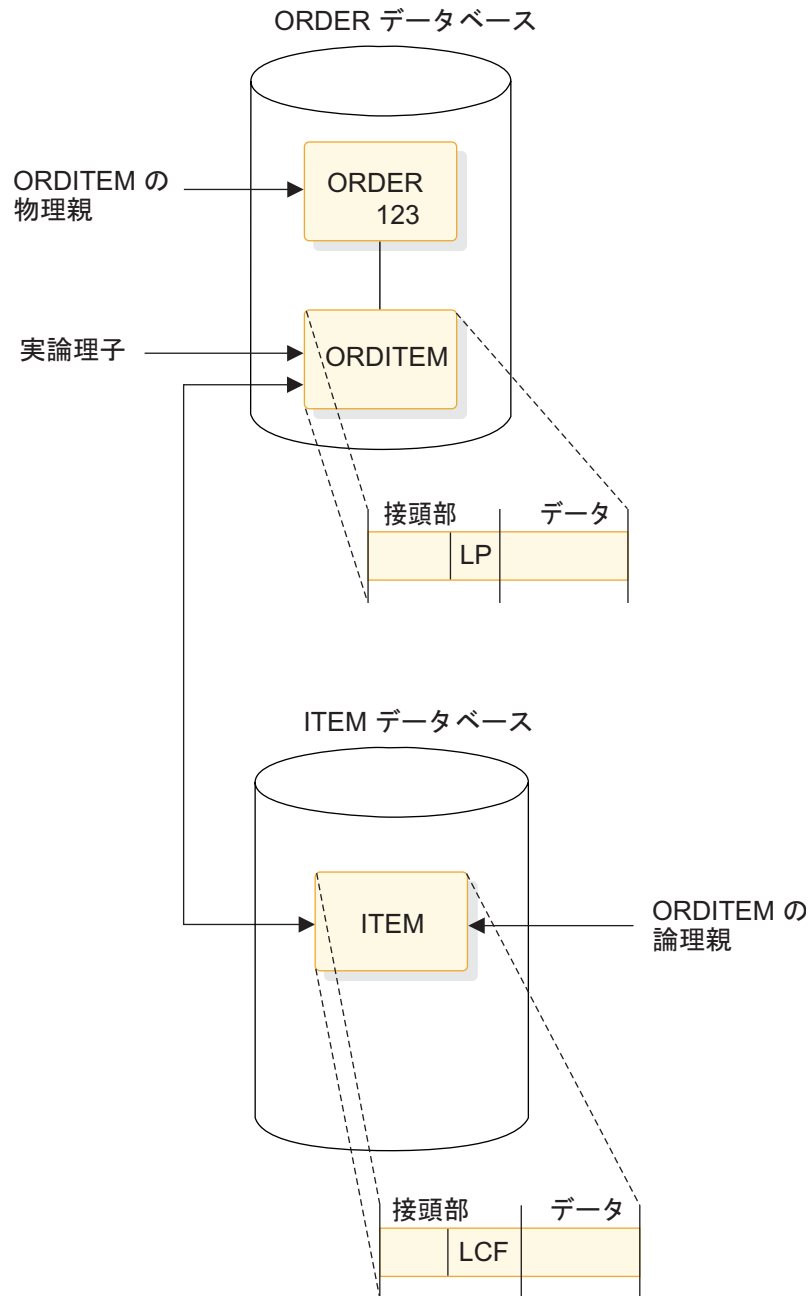 ORDER データベース
ORDITEM の
物理親
ORDER
123
実論理子
ORDITEM
接頭部
データ
LP
ITEM データベース
ITEM
ORDITEM の
論理親
接頭部
データ
LCF